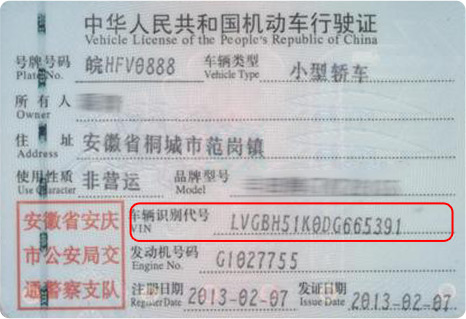 中华人民共和国机动车行驶证
Vehicle License of the People's Republic of China
号牌号码 皖HFV0888 车辆类型 小型轿车
Plate No. Vehicle Type
所有人
Owner
住址 安徽省桐城市范岗镇
Address
使用性质 非营运 品牌型号
Use Character Model
车辆识别代号 LVGBH51K0DG665391
VIN
发动机号码 G1027755
Engine No.
注册日期 2013-02-07 发证日期 2013-02-07
Register Date Issue Date
安徽省安庆
市公安局交
通警察支队